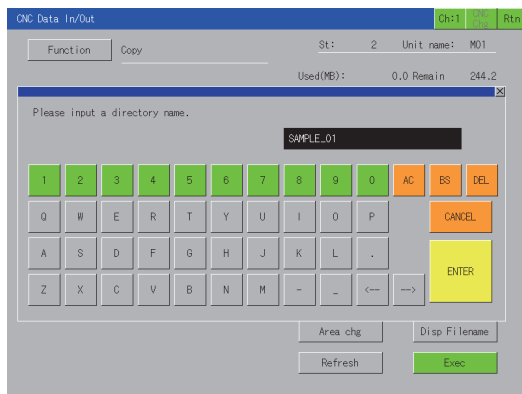 CNC Data In/Out Ch:1 CNC Chg Rtn
Function Copy St: 2 Unit name: M01
Used(MB): 0.0 Remain 244.2
X
Please input a directory name.
SAMPLE_01
1 2 3 4 5 6 7 8 9 0 AC BS DEL
Q W E R T Y U I O P CANCEL
A S D F G H J K L . ENTER
Z X C V B N M - _ <-- -->
Area chg Disp Filename
Refresh Exec